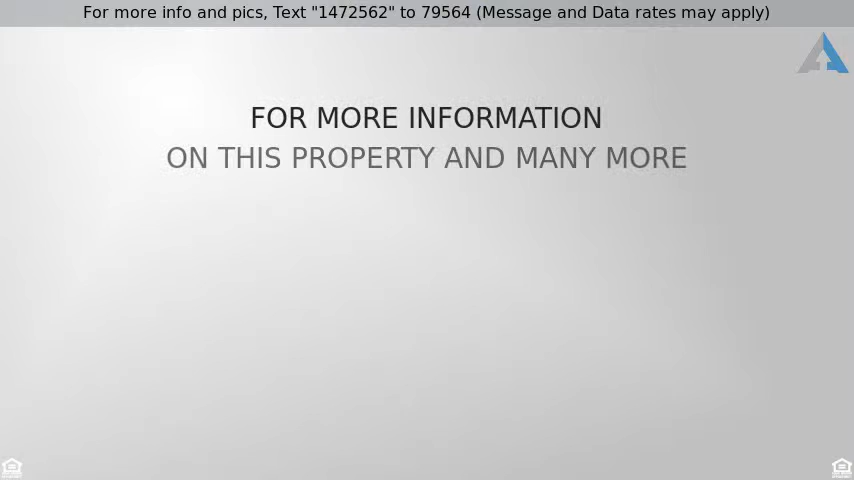 For more info and pics, Text "1472562" to 79564 (Message and Data rates may apply)
FOR MORE INFORMATION
ON THIS PROPERTY AND MANY MORE